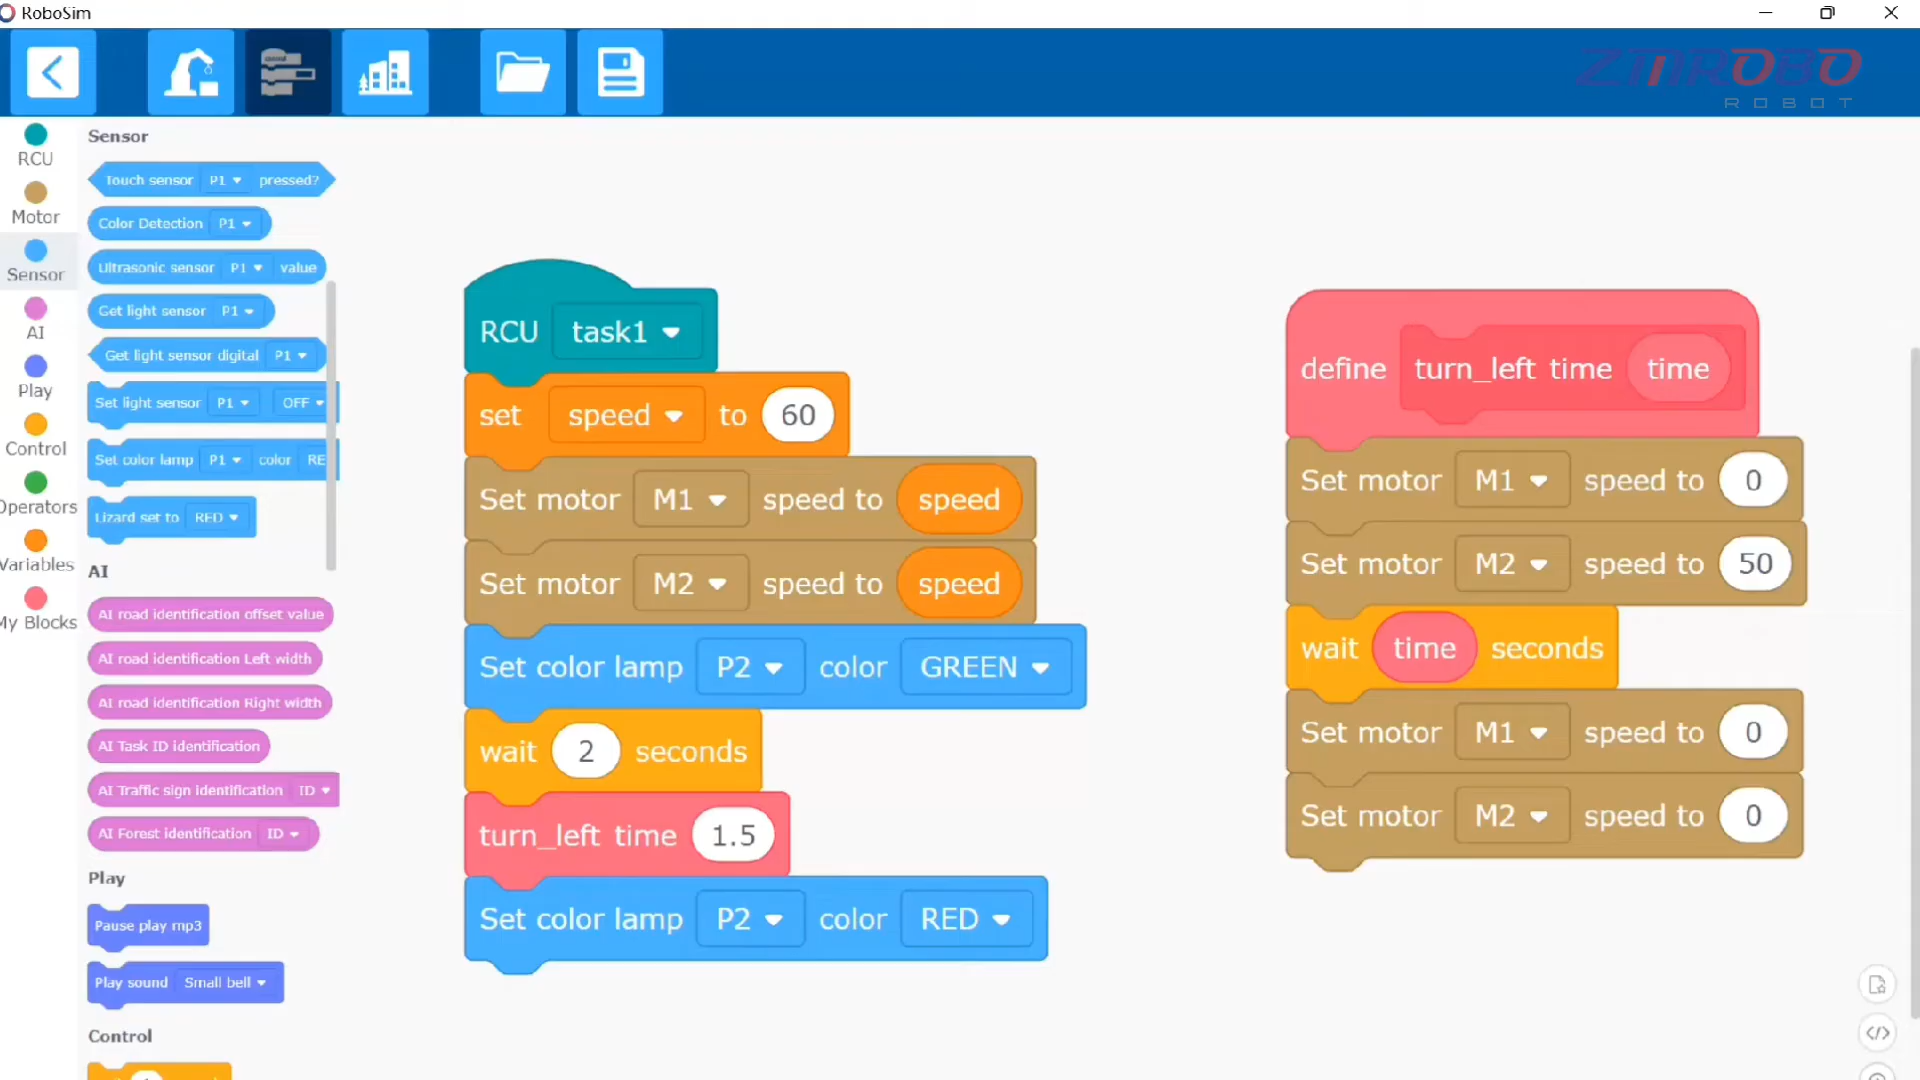 RoboSim
ZMROBO
ROBOT
RCU
Motor
Sensor
AI
Play
Control
Operators
Variables
My Blocks
Sensor
Touch sensor P1 pressed?
Color Detection P1
Ultrasonic sensor P1 value
Get light sensor P1
Get light sensor digital P1
Set light sensor P1 OFF
Set color lamp P1 color RE
Lizard set to RED
AI
AI road identification offset value
AI road identification Left width
AI road identification Right width
AI Task ID identification
AI Traffic sign identification ID
AI Forest identification ID
Play
Pause play mp3
Play sound Small bell
Control
RCU task1
set speed to 60
Set motor M1 speed to speed
Set motor M2 speed to speed
Set color lamp P2 color GREEN
wait 2 seconds
turn_left time 1.5
Set color lamp P2 color RED
define turn_left time time
Set motor M1 speed to 0
Set motor M2 speed to 50
wait time seconds
Set motor M1 speed to 0
Set motor M2 speed to 0